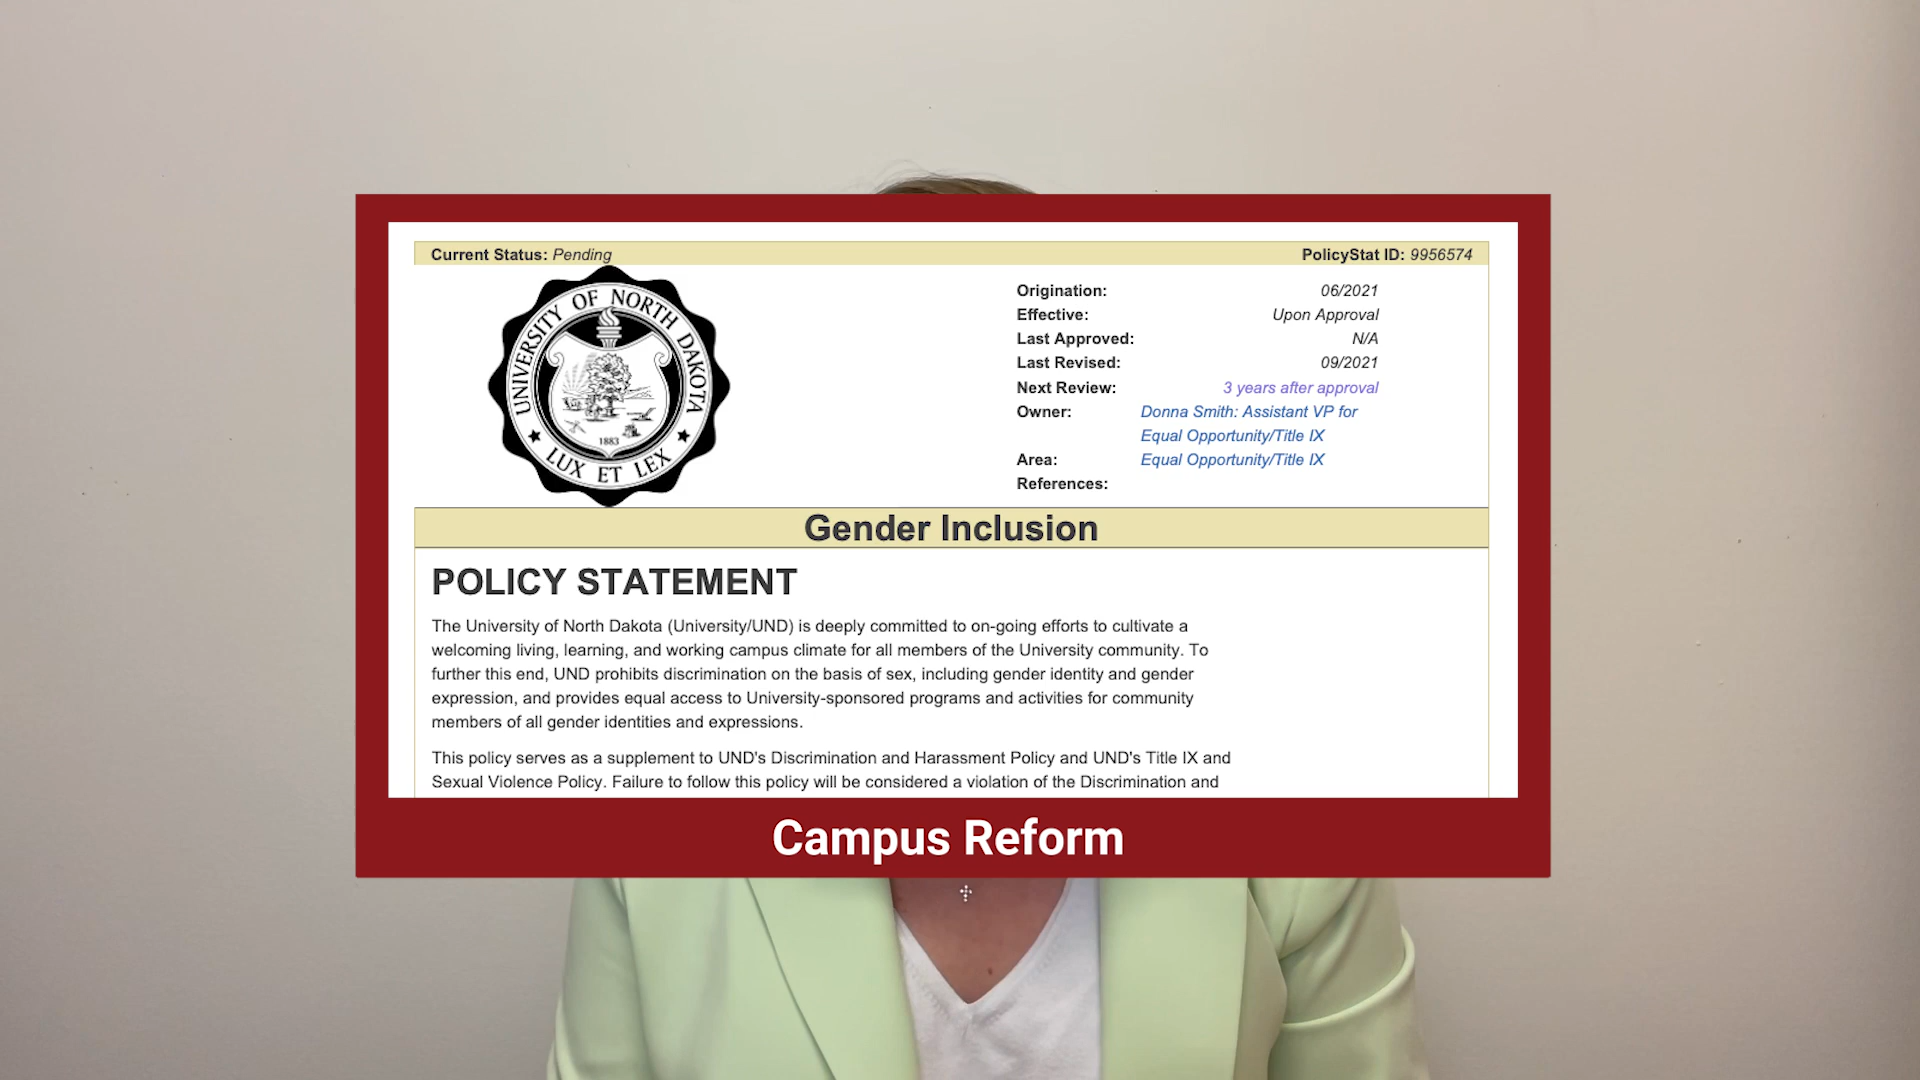 Current Status: Pending
PolicyStat ID: 9956574
UNIVERSITY OF NORTH DAKOTA
1883
LUX ET LEX
Origination: 06/2021
Effective: Upon Approval
Last Approved: N/A
Last Revised: 09/2021
Next Review: 3 years after approval
Owner: Donna Smith: Assistant VP for
Equal Opportunity/Title IX
Area: Equal Opportunity/Title IX
References:
Gender Inclusion
POLICY STATEMENT
The University of North Dakota (University/UND) is deeply committed to on-going efforts to cultivate a
welcoming living, learning, and working campus climate for all members of the University community. To
further this end, UND prohibits discrimination on the basis of sex, including gender identity and gender
expression, and provides equal access to University-sponsored programs and activities for community
members of all gender identities and expressions.
This policy serves as a supplement to UND's Discrimination and Harassment Policy and UND's Title IX and
Sexual Violence Policy. Failure to follow this policy will be considered a violation of the Discrimination and
Campus Reform